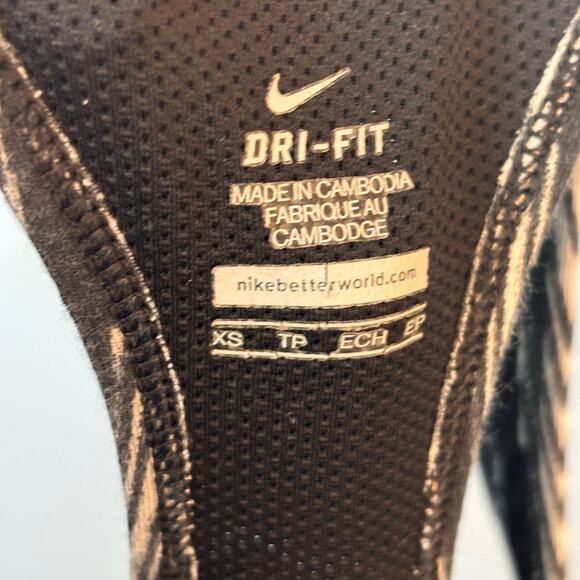 DRI-FIT
MADE IN CAMBODIA
FABRIQUE AU
CAMBODGE
nikebetterworld.com
XS TP ECH EP